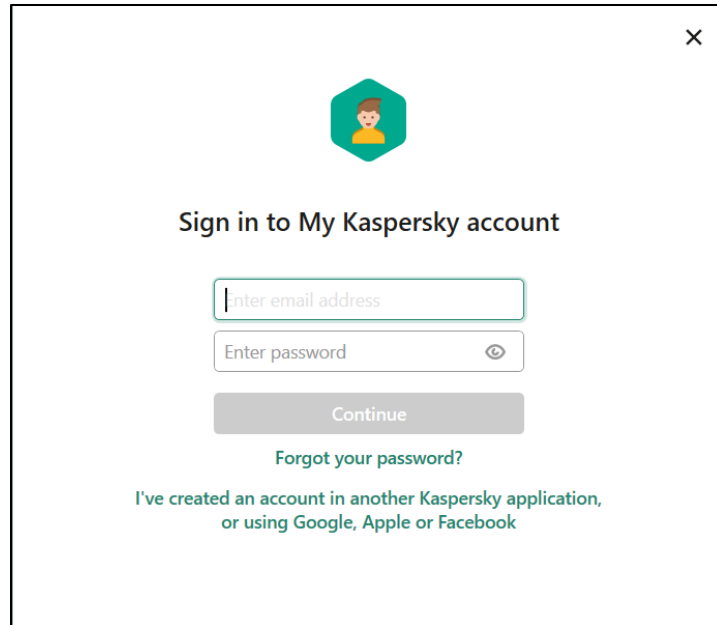 Sign in to My Kaspersky account
Enter email address
Enter password
Continue
Forgot your password?
I've created an account in another Kaspersky application,
or using Google, Apple or Facebook